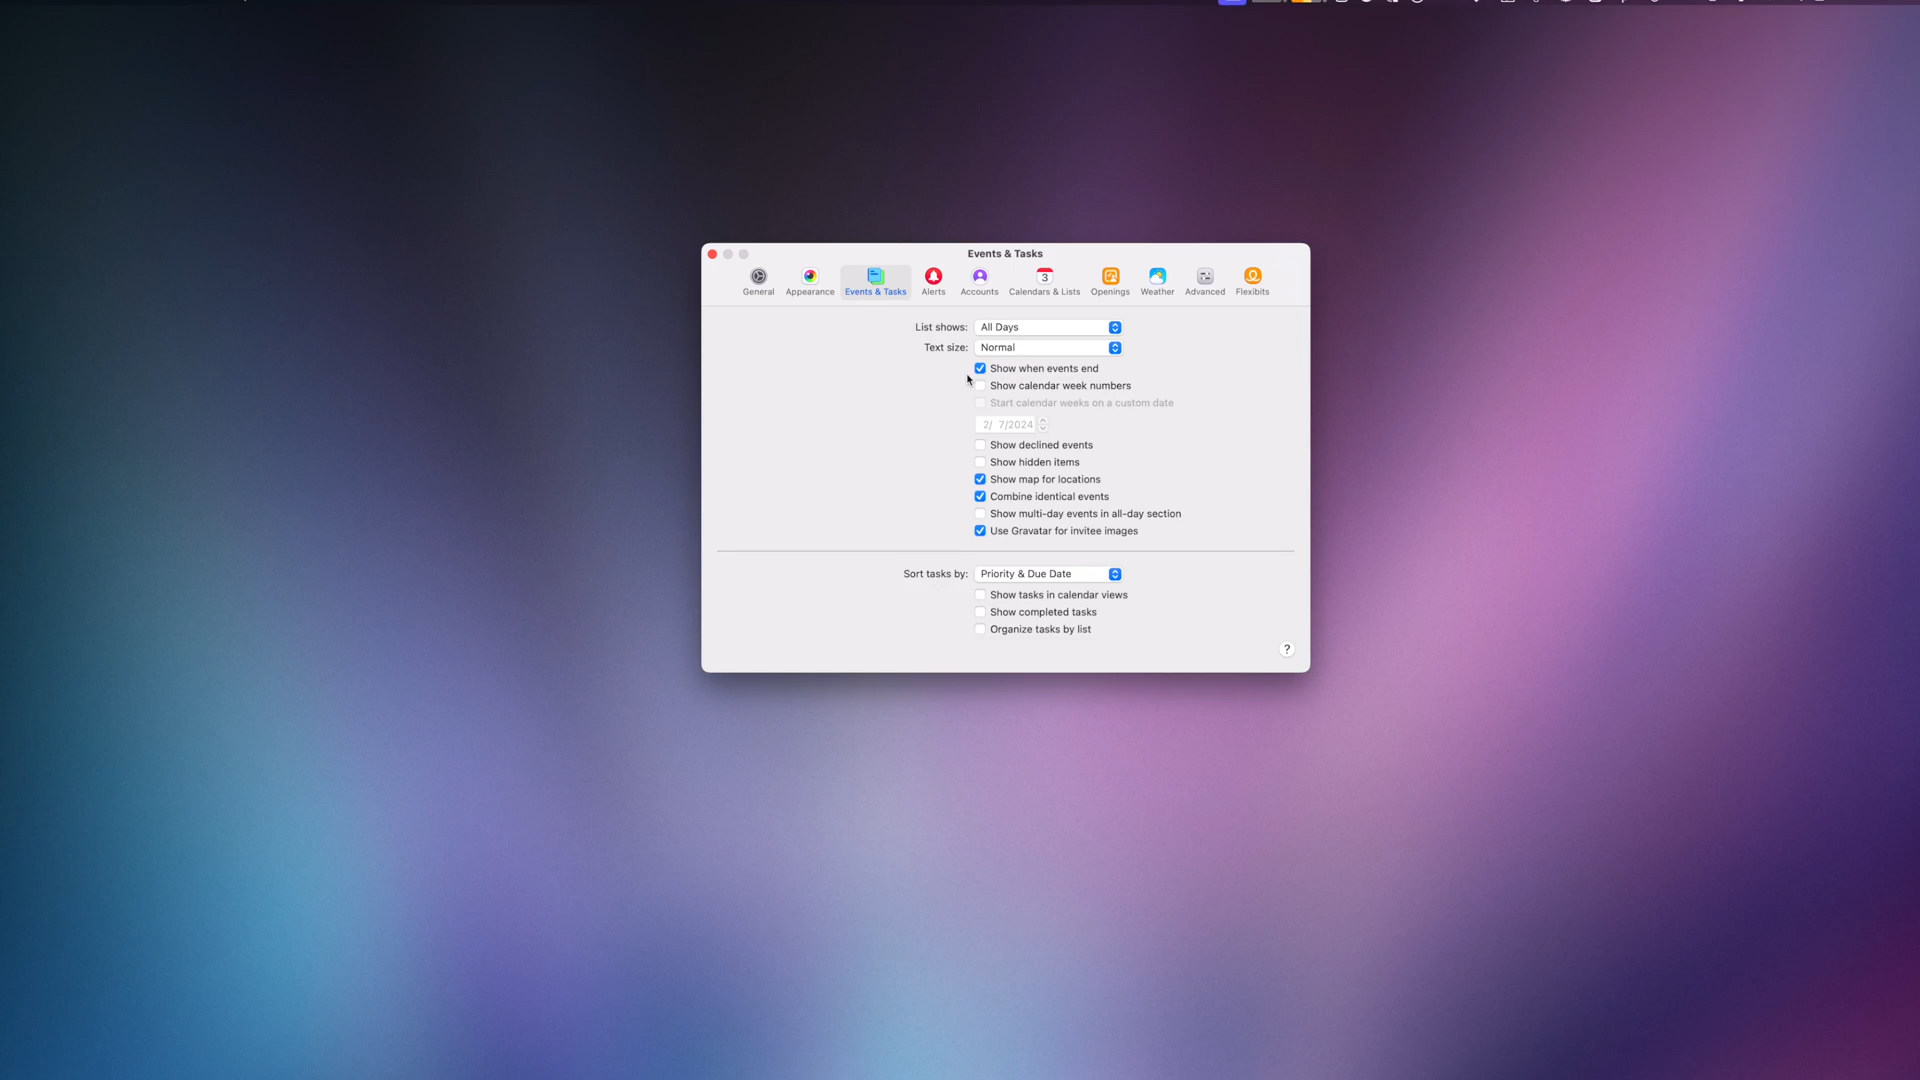 Events & Tasks
General
Appearance
Events & Tasks
Alerts
Accounts
3
Calendars & Lists
Openings
Weather
Advanced
Flexibits
List shows: All Days
Text size: Normal
Show when events end
Show calendar week numbers
Start calendar weeks on a custom date
2/ 7/2024
Show declined events
Show hidden items
Show map for locations
Combine identical events
Show multi-day events in all-day section
Use Gravatar for invitee images
Sort tasks by: Priority & Due Date
Show tasks in calendar views
Show completed tasks
Organize tasks by list
?